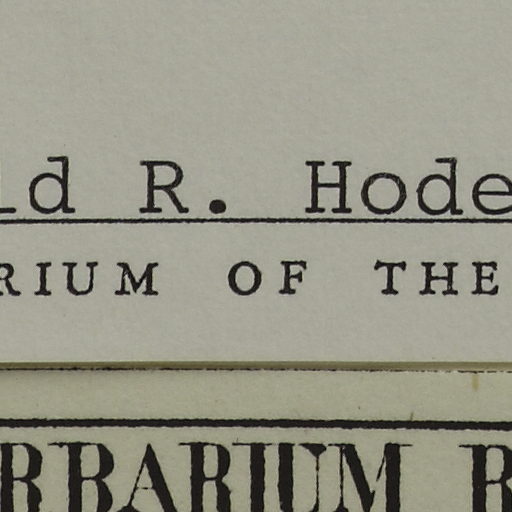 ld R. Hode
RIUM OF THE
RBARIUM R